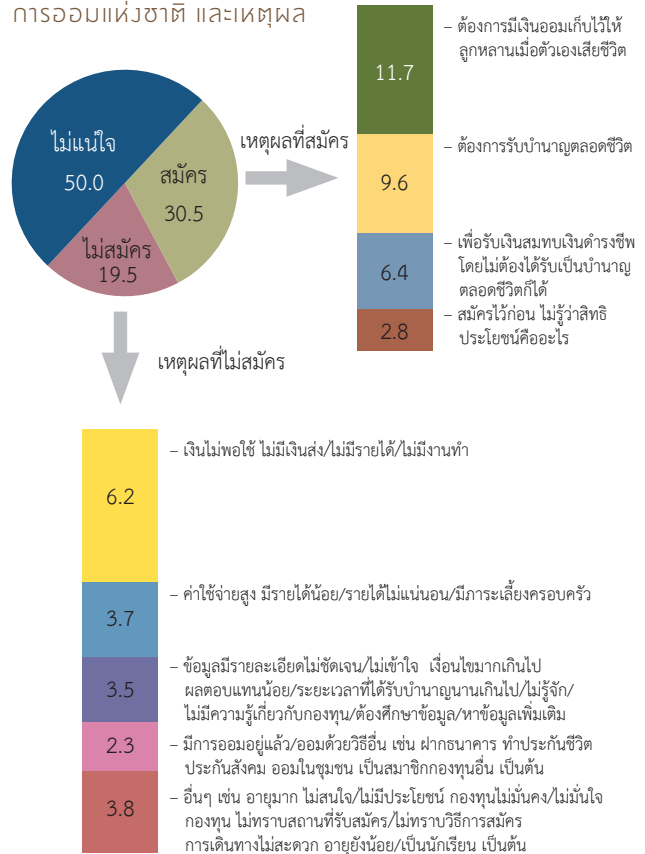 การออมแห่งชาติ และเหตุผล
ไม่แน่ใจ
50.0
สมัคร
30.5
ไม่สมัคร
19.5
เหตุผลที่สมัคร
11.7
– ต้องการมีเงินออมเก็บไว้ให้
ลูกหลานเมื่อตัวเองเสียชีวิต
9.6
– ต้องการรับบำนาญตลอดชีวิต
6.4
– เพื่อรับเงินสมทบเงินดำรงชีพ
โดยไม่ต้องได้รับเป็นบำนาญ
ตลอดชีวิตก็ได้
2.8
– สมัครไว้ก่อน ไม่รู้ว่าสิทธิ
ประโยชน์คืออะไร
เหตุผลที่ไม่สมัคร
6.2
– เงินไม่พอใช้ ไม่มีเงินส่ง/ไม่มีรายได้/ไม่มีงานทำ
3.7
– ค่าใช้จ่ายสูง มีรายได้น้อย/รายได้ไม่แน่นอน/มีภาระเลี้ยงครอบครัว
3.5
– ข้อมูลมีรายละเอียดไม่ชัดเจน/ไม่เข้าใจ เงื่อนไขมากเกินไป
ผลตอบแทนน้อย/ระยะเวลาที่ได้รับบำนาญนานเกินไป/ไม่รู้จัก/
ไม่มีความรู้เกี่ยวกับกองทุน/ต้องศึกษาข้อมูล/หาข้อมูลเพิ่มเติม
2.3
– มีการออมอยู่แล้ว/ออมด้วยวิธีอื่น เช่น ฝากธนาคาร ทำประกันชีวิต
ประกันสังคม ออมในชุมชน เป็นสมาชิกกองทุนอื่น เป็นต้น
3.8
– อื่นๆ เช่น อายุมาก ไม่สนใจ/ไม่มีประโยชน์ กองทุนไม่มั่นคง/ไม่มั่นใจ
กองทุน ไม่ทราบสถานที่รับสมัคร/ไม่ทราบวิธีการสมัคร
การเดินทางไม่สะดวก อายุยังน้อย/เป็นนักเรียน เป็นต้น